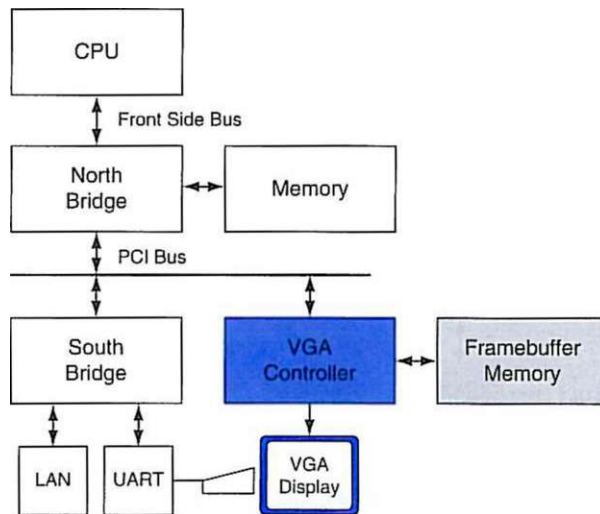 CPU
Front Side Bus
North
Bridge
Memory
PCI Bus
South
Bridge
VGA
Controller
Framebuffer
Memory
LAN
UART
VGA
Display